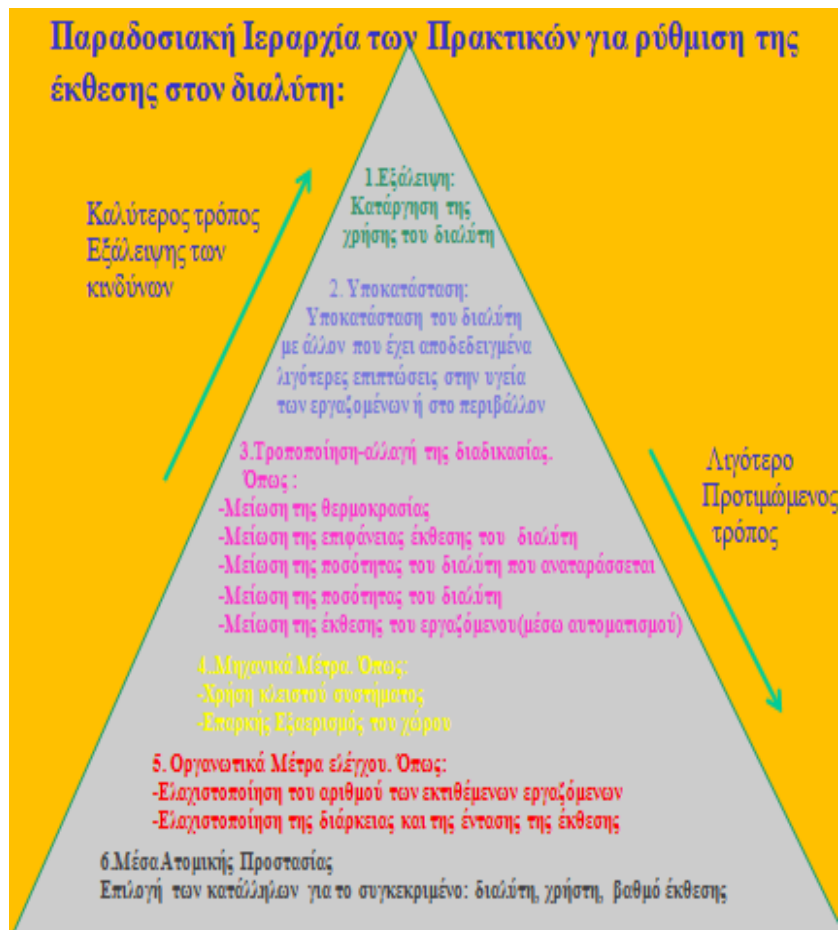 Παραδοσιακή Ιεραρχία των Πρακτικών για ρύθμιση της
έκθεσης στον διαλύτη:
Καλύτερος τρόπος
Εξάλειψης των
κινδύνων
1.Εξάλειψη:
Κατάργηση της
χρήσης του διαλύτη
2. Υποκατάσταση:
Υποκατάσταση του διαλύτη
με άλλον που έχει αποδεδειγμένα
λιγότερες επιπτώσεις στην υγεία
των εργαζομένων ή στο περιβάλλον
3.Τροποποίηση-αλλαγή της διαδικασίας.
Όπως :
-Μείωση της θερμοκρασίας
-Μείωση της επιφάνειας έκθεσης του διαλύτη
-Μείωση της ποσότητας του διαλύτη που αναταράσσεται
-Μείωση της ποσότητας του διαλύτη
-Μείωση της έκθεσης του εργαζόμενου(μέσω αυτοματισμού)
Λιγότερο
Προτιμώμενος
τρόπος
4..Μηχανικά Μέτρα. Όπως:
-Χρήση κλειστού συστήματος
-Επαρκής Εξαερισμός του χώρου
5. Οργανωτικά Μέτρα ελέγχου. Όπως:
-Ελαχιστοποίηση του αριθμού των εκτιθέμενων εργαζόμενων
-Ελαχιστοποίηση της διάρκειας και της έντασης της έκθεσης
6.Μέσα Ατομικής Προστασίας
Επιλογή των κατάλληλων για το συγκεκριμένο: διαλύτη, χρήστη, βαθμό έκθεσης